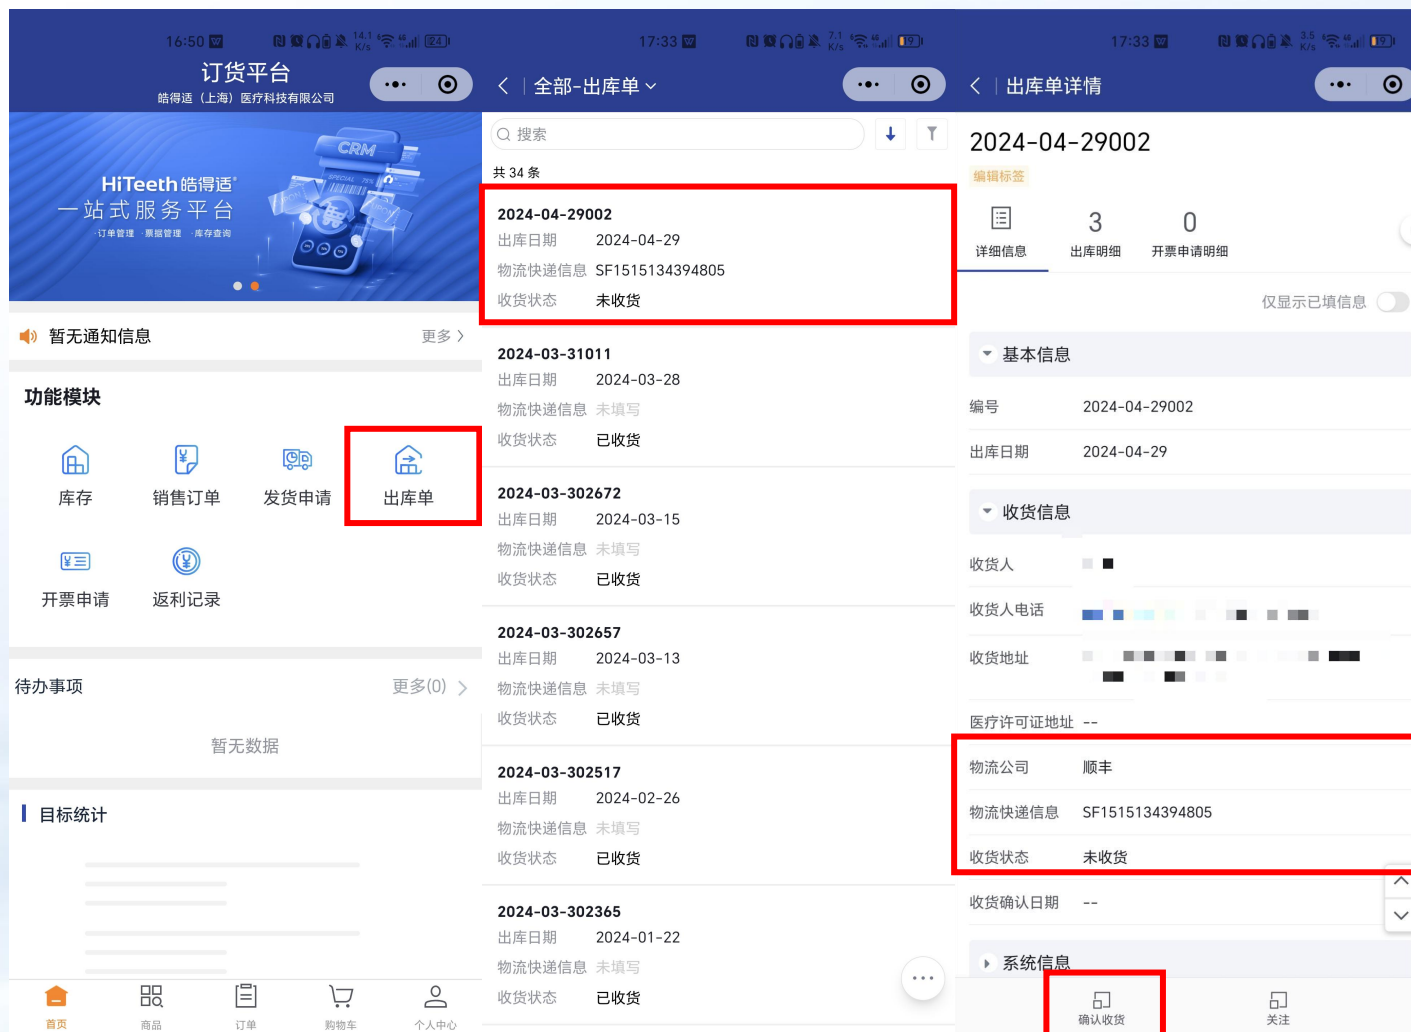 16:50
14.1 K/s
24
订货平台
皓得适（上海）医疗科技有限公司
CRM
HiTeeth 皓得适
一站式服务平台
·订单管理 ·票据管理 ·库存查询
暂无通知信息
更多
功能模块
库存
销售订单
发货申请
出库单
开票申请
返利记录
待办事项
更多(0)
暂无数据
目标统计
首页
商品
订单
购物车
个人中心
17:33
7.1 K/s
19
全部-出库单
搜索
共 34 条
2024-04-29002
出库日期 2024-04-29
物流快递信息 SF1515134394805
收货状态 未收货
2024-03-31011
出库日期 2024-03-28
物流快递信息 未填写
收货状态 已收货
2024-03-302672
出库日期 2024-03-15
物流快递信息 未填写
收货状态 已收货
2024-03-302657
出库日期 2024-03-13
物流快递信息 未填写
收货状态 已收货
2024-03-302517
出库日期 2024-02-26
物流快递信息 未填写
收货状态 已收货
2024-03-302365
出库日期 2024-01-22
物流快递信息 未填写
收货状态 已收货
17:33
3.5 K/s
19
出库单详情
2024-04-29002
编辑标签
详细信息
3
出库明细
0
开票申请明细
仅显示已填信息
基本信息
编号 2024-04-29002
出库日期 2024-04-29
收货信息
收货人
收货人电话
收货地址
医疗许可证地址 --
物流公司 顺丰
物流快递信息 SF1515134394805
收货状态 未收货
收货确认日期 --
系统信息
确认收货
关注